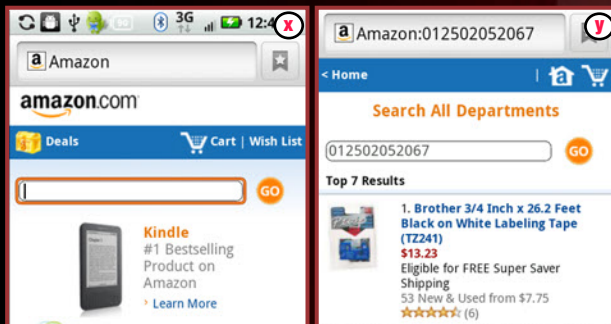 3G 12:4
x
a Amazon
amazon.com
Deals
Cart | Wish List
GO
Kindle
#1 Bestselling
Product on
Amazon
› Learn More
y
a Amazon:012502052067
< Home
|
a
Search All Departments
012502052067
GO
Top 7 Results
1. Brother 3/4 Inch x 26.2 Feet
Black on White Labeling Tape
(TZ241)
$13.23
Eligible for FREE Super Saver
Shipping
53 New & Used from $7.75
(6)